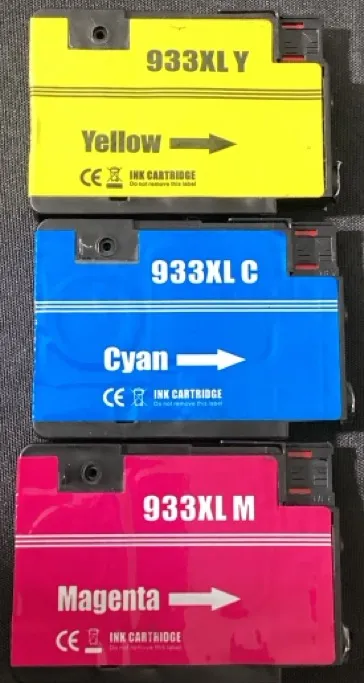 933XL Y
Yellow
CE INK CARTRIDGE
Do not remove this label
933XL C
Cyan
CE INK CARTRIDGE
Do not remove this label
933XL M
Magenta
CE INK CARTRIDGE
Do not remove this label